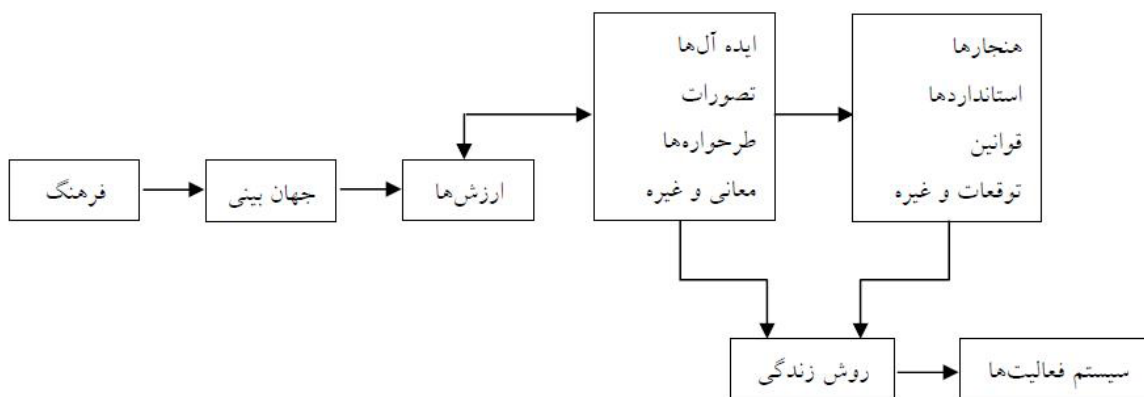 ایده آل‌ها
تصورات
طرحواره‌ها
معانی و غیره
هنجارها
استانداردها
قوانین
توقعات و غیره
فرهنگ
جهان بینی
ارزش‌ها
روش زندگی
سیستم فعالیت‌ها